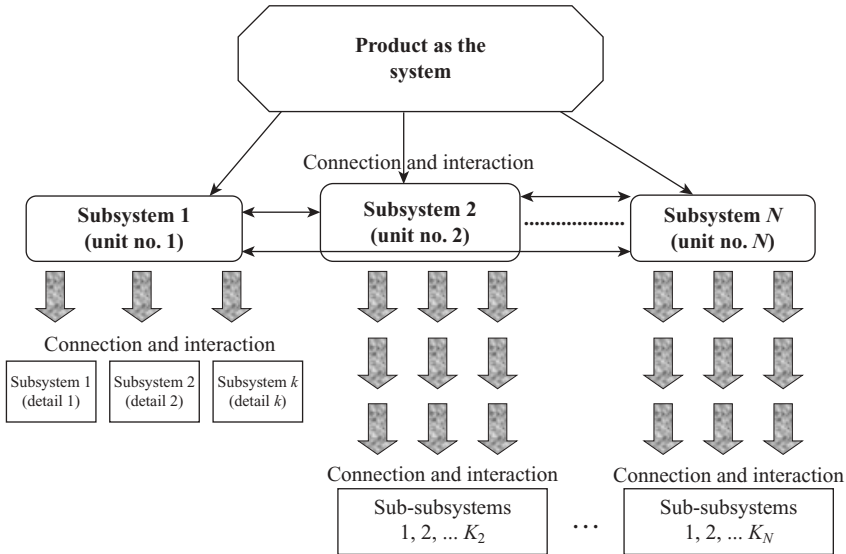 Product as the
system
Connection and interaction
Subsystem 1
(unit no. 1)
Subsystem 2
(unit no. 2)
Subsystem N
(unit no. N)
Connection and interaction
Subsystem 1
(detail 1)
Subsystem 2
(detail 2)
Subsystem k
(detail k)
Connection and interaction
Connection and interaction
Sub-subsystems
1, 2, ... K₂
...
Sub-subsystems
1, 2, ... K_N